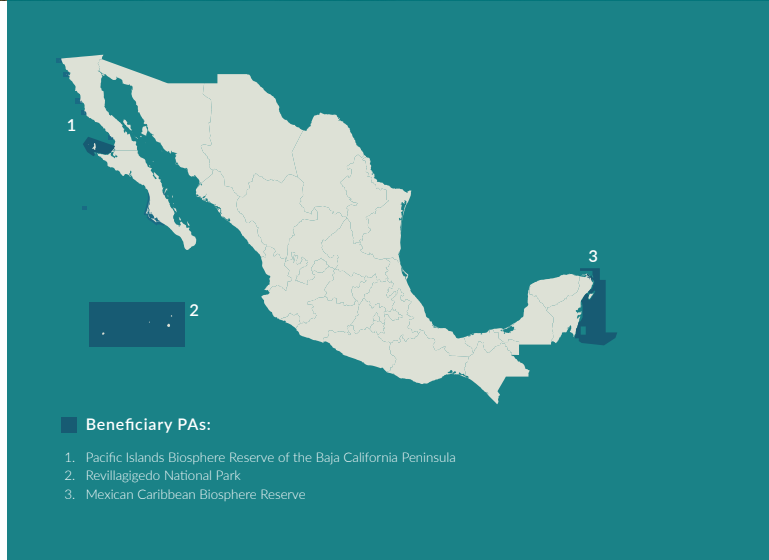 1
3
2
Beneficiary PAs:
1. Pacific Islands Biosphere Reserve of the Baja California Peninsula
2. Revillagigedo National Park
3. Mexican Caribbean Biosphere Reserve